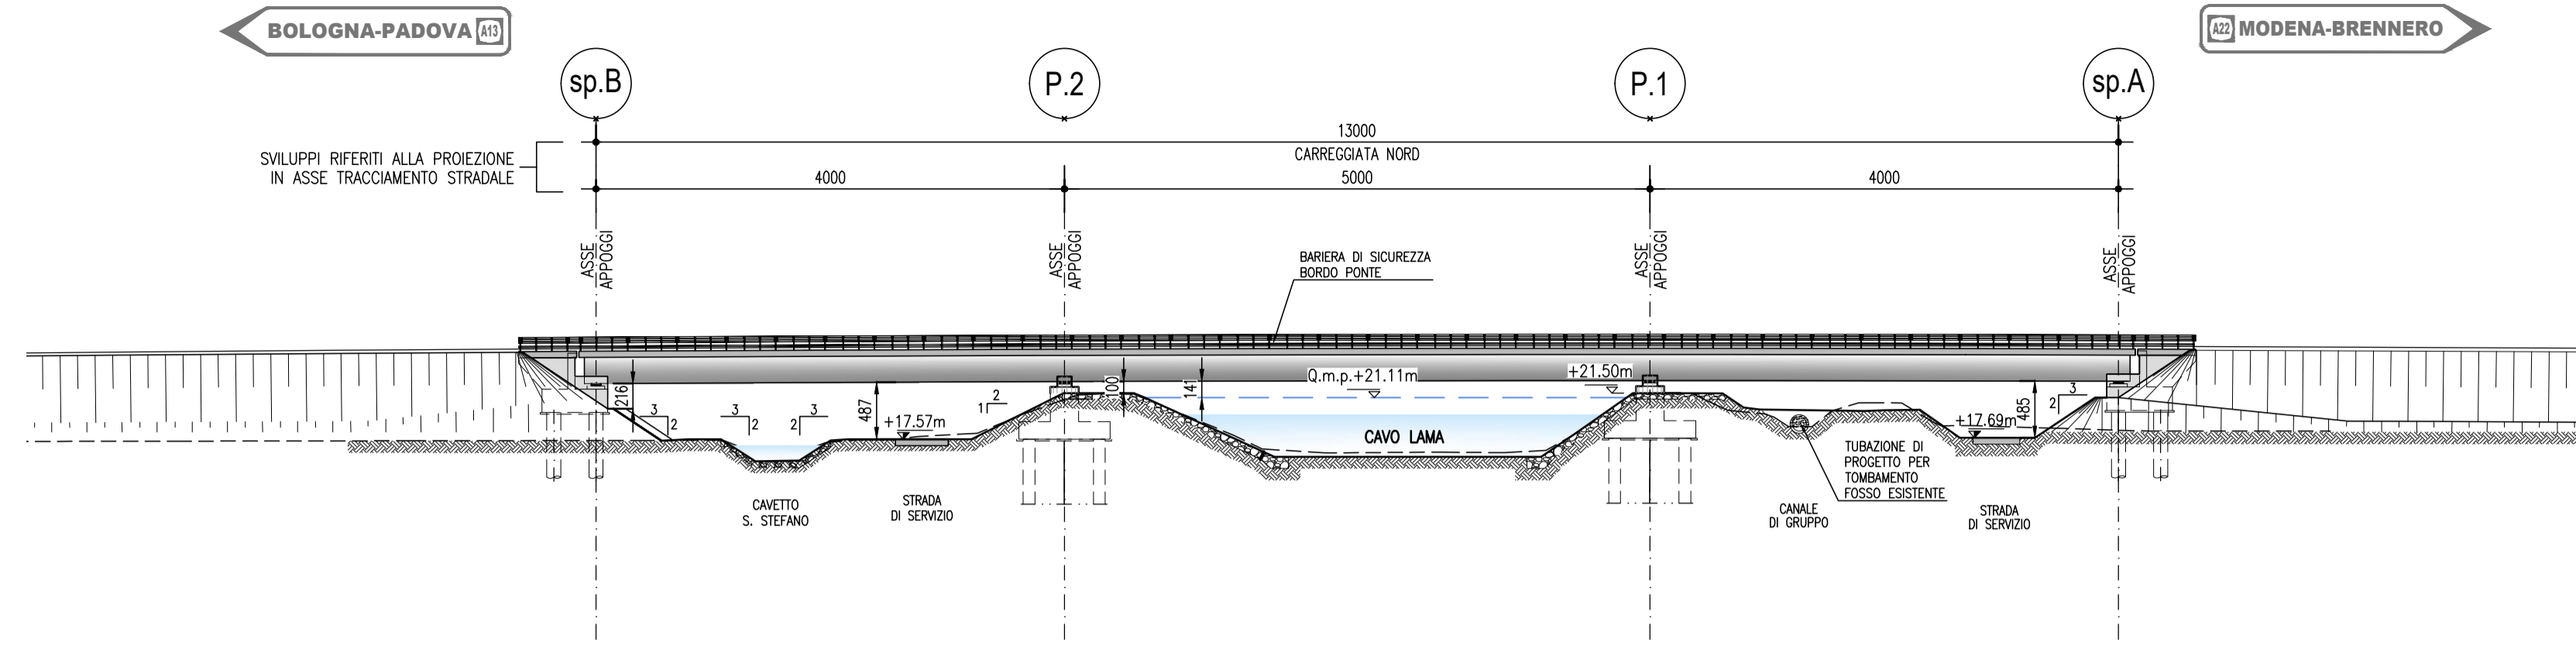 BOLOGNA-PADOVA A13
A22 MODENA-BRENNERO
sp.B
P.2
P.1
sp.A
13000
CARREGGIATA NORD
SVILUPPI RIFERITI ALLA PROIEZIONE
IN ASSE TRACCIAMENTO STRADALE
4000
5000
4000
ASSE
APPOGGI
ASSE
APPOGGI
ASSE
APPOGGI
ASSE
APPOGGI
BARIERA DI SICUREZZA
BORDO PONTE
216
3
2
3
2
3
2
487
+17.57m
2
1
100
141
Q.m.p.+21.11m
+21.50m
CAVO LAMA
+17.69m
485
3
2
TUBAZIONE DI
PROGETTO PER
TOMBAMENTO
FOSSO ESISTENTE
CAVETTO
S. STEFANO
STRADA
DI SERVIZIO
CANALE
DI GRUPPO
STRADA
DI SERVIZIO